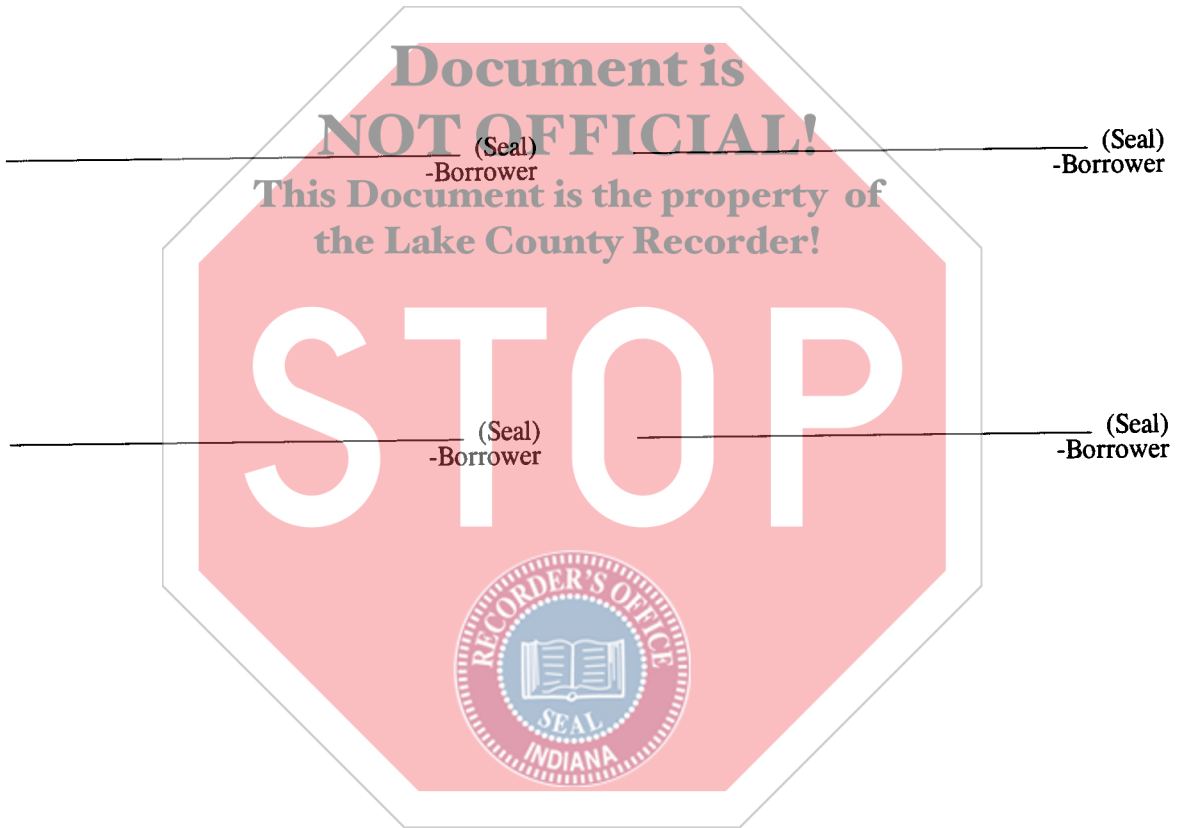 Document is
NOT OFFICIAL!
(Seal)
-Borrower
(Seal)
-Borrower
This Document is the property of
the Lake County Recorder!
STOP
(Seal)
-Borrower
(Seal)
-Borrower
RECORDER'S OFFICE
SEAL
INDIANA